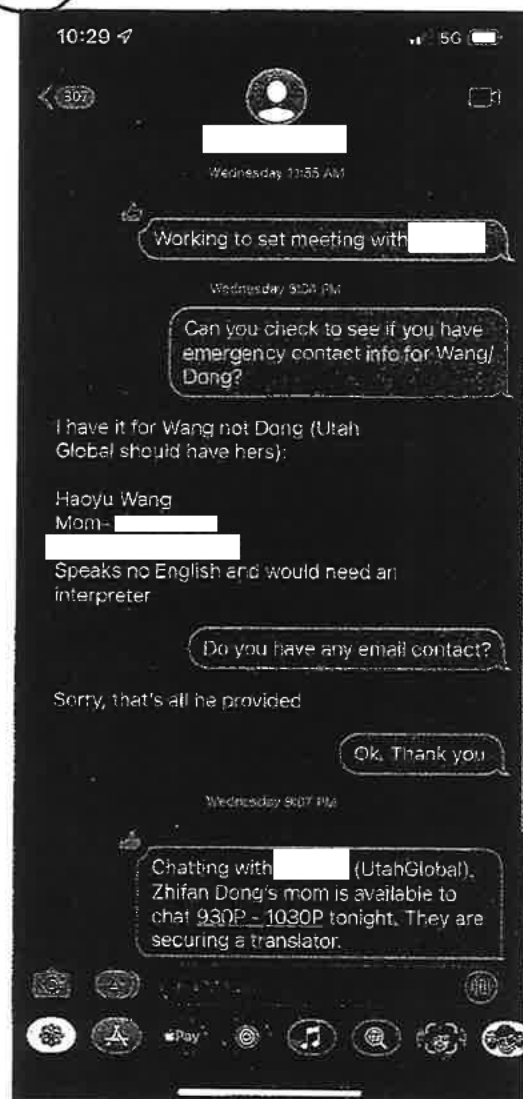 10:29
5G
307
Wednesday 11:55 AM
Working to set meeting with
Wednesday PM
Can you check to see if you have
emergency contact info for Wang/
Dong?
I have it for Wang not Dong (Utah
Global should have hers):
Haoyu Wang
Mom-
Speaks no English and would need an
interpreter
Do you have any email contact?
Sorry, that's all he provided
Ok. Thank you
Wednesday 9:07 PM
Chatting with (UtahGlobal).
Zhifan Dong's mom is available to
chat 930P - 1030P tonight. They are
securing a translator.
Pay